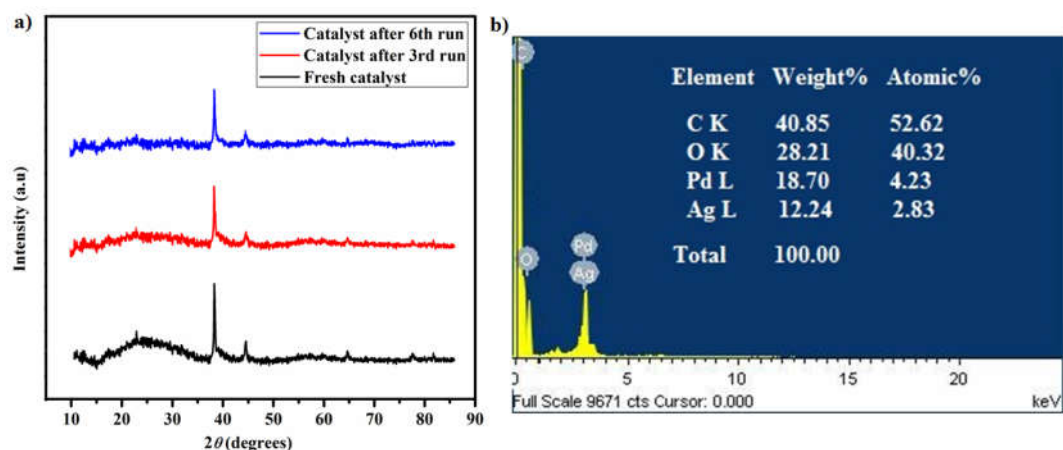 a)
Catalyst after 6th run
Catalyst after 3rd run
Fresh catalyst
Intensity (a.u)
10 20 30 40 50 60 70 80 90
2θ (degrees)
b)
C
O
Pd
Ag
Element Weight% Atomic%
C K 40.85 52.62
O K 28.21 40.32
Pd L 18.70 4.23
Ag L 12.24 2.83
Total 100.00
0 5 10 15 20
Full Scale 9671 cts Cursor: 0.000 keV